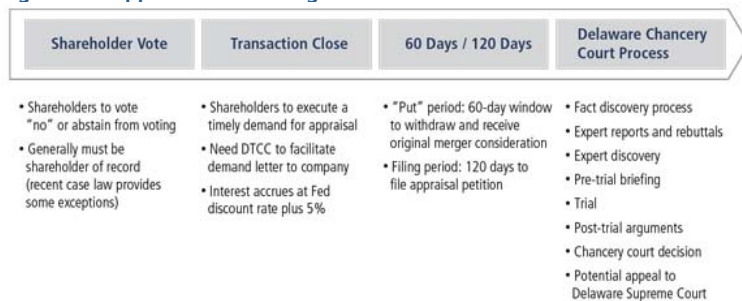 Shareholder Vote
Transaction Close
60 Days / 120 Days
Delaware Chancery
Court Process
• Shareholders to vote
"no" or abstain from voting
• Generally must be
shareholder of record
(recent case law provides
some exceptions)
• Shareholders to execute a
timely demand for appraisal
• Need DTCC to facilitate
demand letter to company
• Interest accrues at Fed
discount rate plus 5%
• "Put" period: 60-day window
to withdraw and receive
original merger consideration
• Filing period: 120 days to
file appraisal petition
• Fact discovery process
• Expert reports and rebuttals
• Expert discovery
• Pre-trial briefing
• Trial
• Post-trial arguments
• Chancery court decision
• Potential appeal to
Delaware Supreme Court